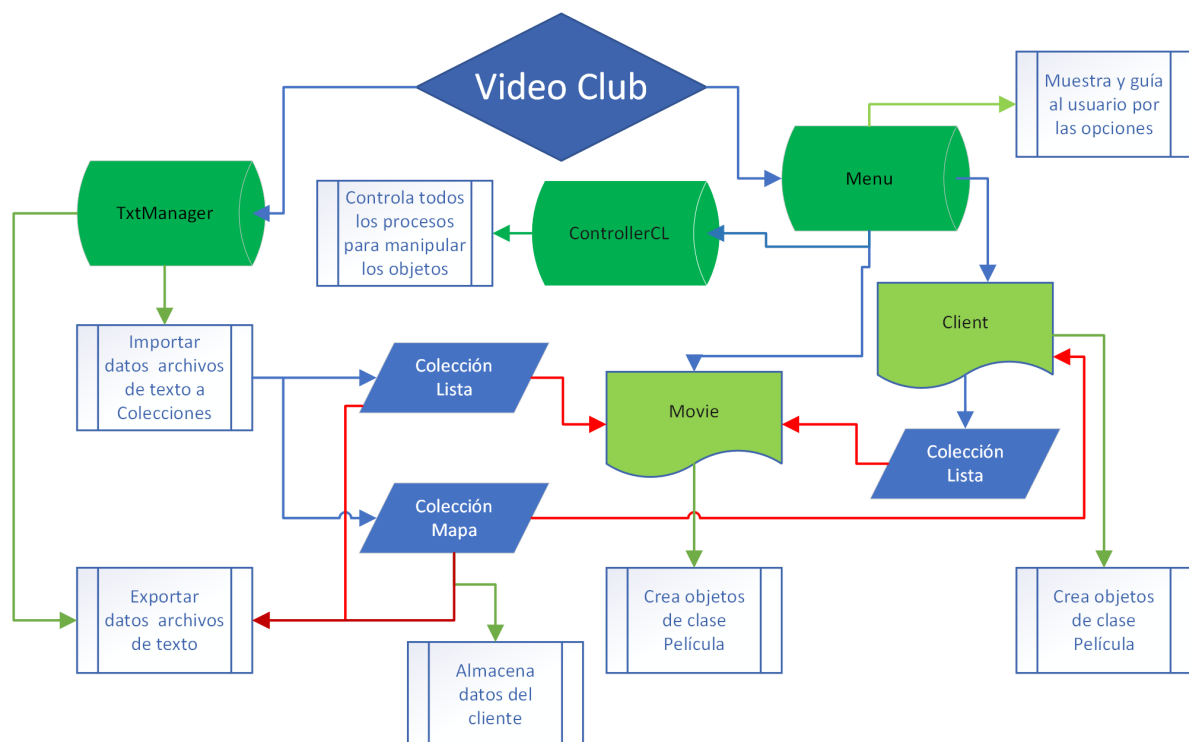 Video Club
Muestra y guía
al usuario por
las opciones
Menu
TxtManager
Controla todos
los procesos
para manipular
los objetos
ControllerCL
Client
Importar
datos archivos
de texto a
Colecciones
Colección
Lista
Movie
Colección
Lista
Colección
Mapa
Exportar
datos archivos
de texto
Crea objetos
de clase
Película
Crea objetos
de clase
Película
Almacena
datos del
cliente